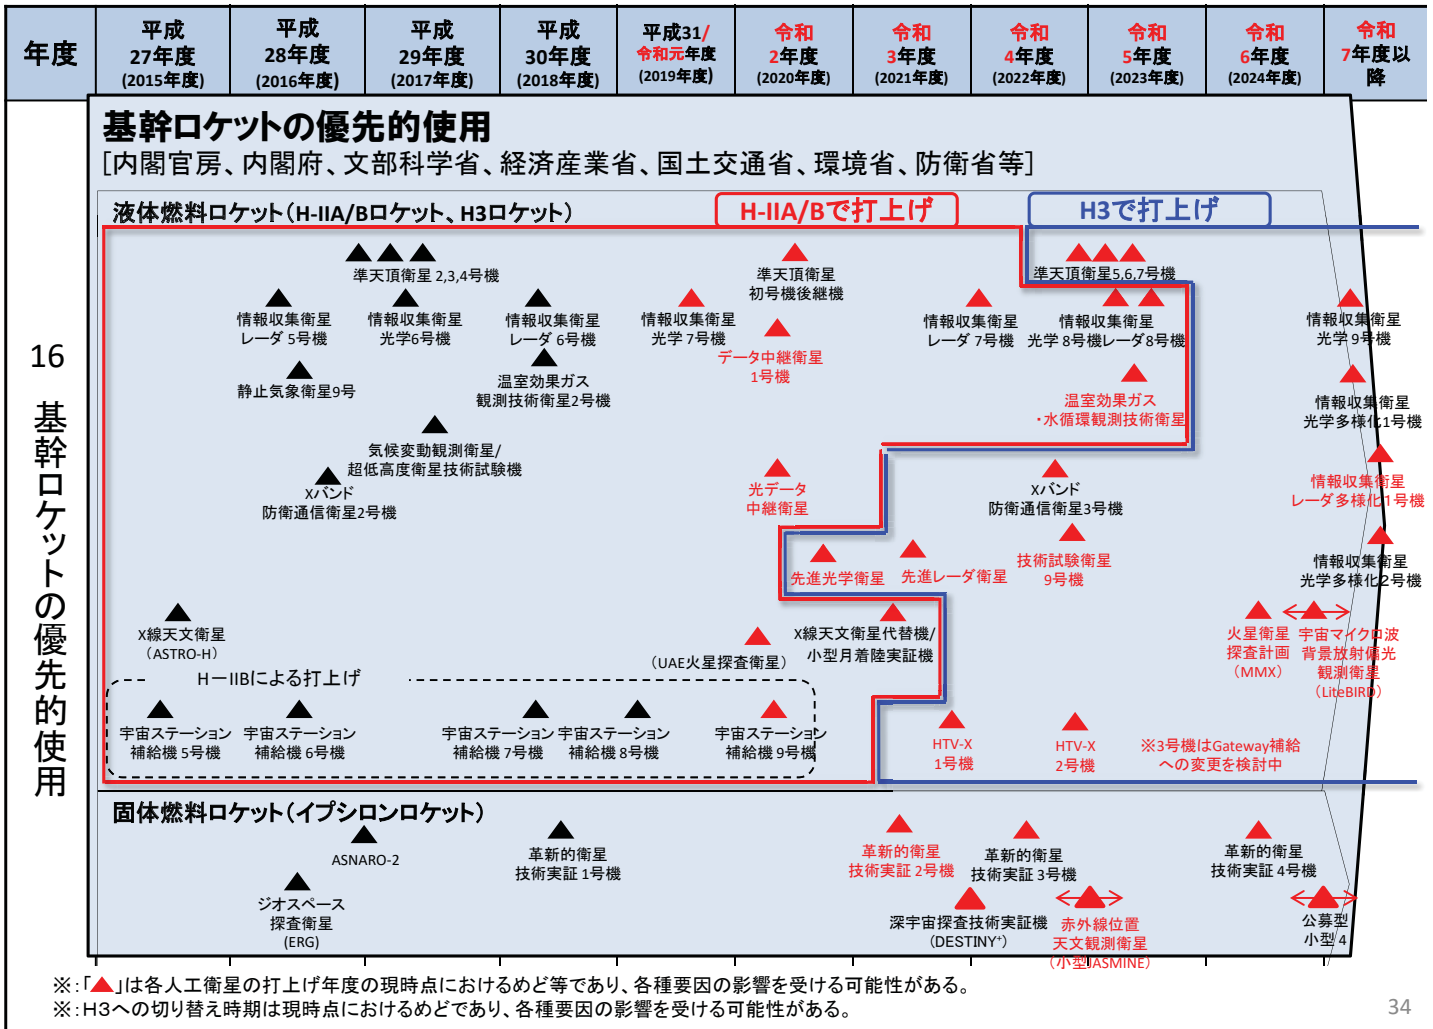 年度
平成
27年度
(2015年度)
平成
28年度
(2016年度)
平成
29年度
(2017年度)
平成
30年度
(2018年度)
平成31/
令和元年度
(2019年度)
令和
2年度
(2020年度)
令和
3年度
(2021年度)
令和
4年度
(2022年度)
令和
5年度
(2023年度)
令和
6年度
(2024年度)
令和
7年度以
降
16 基幹ロケットの優先的使用
基幹ロケットの優先的使用
[内閣官房、内閣府、文部科学省、経済産業省、国土交通省、環境省、防衛省等]
液体燃料ロケット(H-IIA/Bロケット、H3ロケット)
H-IIA/Bで打上げ
H3で打上げ
準天頂衛星 2,3,4号機
準天頂衛星
初号機後継機
準天頂衛星5,6,7号機
情報収集衛星
レーダ 5号機
情報収集衛星
光学6号機
情報収集衛星
レーダ 6号機
情報収集衛星
光学 7号機
データ中継衛星
1号機
情報収集衛星
レーダ 7号機
情報収集衛星
光学 8号機レーダ8号機
情報収集衛星
光学 9号機
静止気象衛星9号
温室効果ガス
観測技術衛星2号機
温室効果ガス
・水循環観測技術衛星
情報収集衛星
光学多様化1号機
気候変動観測衛星/
超低高度衛星技術試験機
Xバンド
防衛通信衛星2号機
光データ
中継衛星
Xバンド
防衛通信衛星3号機
情報収集衛星
レーダ多様化1号機
先進光学衛星
先進レーダ衛星
技術試験衛星
9号機
情報収集衛星
光学多様化2号機
X線天文衛星
(ASTRO-H)
(UAE火星探査衛星)
X線天文衛星代替機/
小型月着陸実証機
火星衛星
探査計画
(MMX)
宇宙マイクロ波
背景放射偏光
観測衛星
(LiteBIRD)
H-IIBによる打上げ
宇宙ステーション
補給機 5号機
宇宙ステーション
補給機 6号機
宇宙ステーション
補給機 7号機
宇宙ステーション
補給機 8号機
宇宙ステーション
補給機 9号機
HTV-X
1号機
HTV-X
2号機
※3号機はGateway補給
への変更を検討中
固体燃料ロケット(イプシロンロケット)
ASNARO-2
革新的衛星
技術実証 1号機
革新的衛星
技術実証 2号機
革新的衛星
技術実証 3号機
革新的衛星
技術実証 4号機
ジオスペース
探査衛星
(ERG)
深宇宙探査技術実証機
(DESTINY⁺)
赤外線位置
天文観測衛星
(小型JASMINE)
公募型
小型 4
※:「▲」は各人工衛星の打上げ年度の現時点におけるめど等であり、各種要因の影響を受ける可能性がある。
※:H3への切り替え時期は現時点におけるめどであり、各種要因の影響を受ける可能性がある。
34